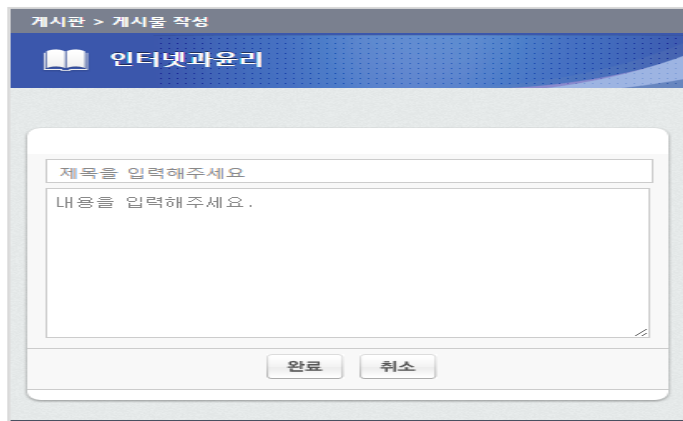 게시판 > 게시물 작성
인터넷과윤리
제목을 입력해주세요
내용을 입력해주세요.
완료 취소